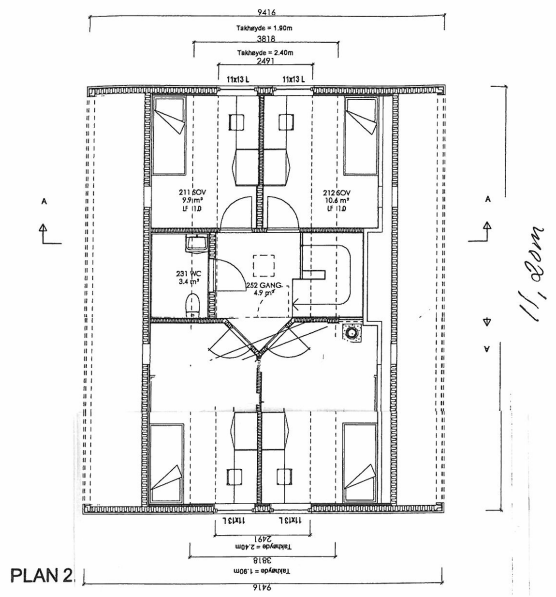 9416
Takhøyde = 1.90m
3818
Takhøyde = 2.40m
2491
11x13 L
11x13 L
211 SOV
9.9 m²
LF 11.0
212 SOV
10.6 m²
LF 11.0
A
A
231 WC
3.4 m²
252 GANG
4.9 m²
11,20m
A
11x13 L
11x13 L
2491
Takhøyde = 2.40m
3818
Takhøyde = 1.90m
9416
PLAN 2